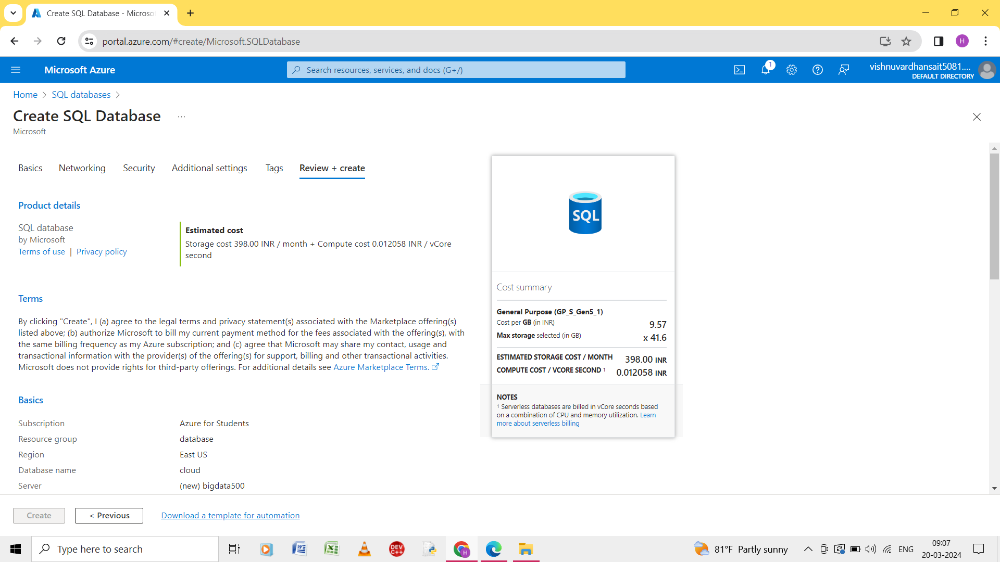 Create SQL Database - Microso
portal.azure.com/#create/Microsoft.SQLDatabase
H
Microsoft Azure
Search resources, services, and docs (G+/)
1
vishnuvardhansait5081....
DEFAULT DIRECTORY
Home > SQL databases >
Create SQL Database ...
Microsoft
Basics Networking Security Additional settings Tags Review + create
Product details
SQL database
by Microsoft
Terms of use | Privacy policy
Estimated cost
Storage cost 398.00 INR / month + Compute cost 0.012058 INR / vCore
second
Terms
By clicking "Create", I (a) agree to the legal terms and privacy statement(s) associated with the Marketplace offering(s)
listed above; (b) authorize Microsoft to bill my current payment method for the fees associated with the offering(s), with
the same billing frequency as my Azure subscription; and (c) agree that Microsoft may share my contact, usage and
transactional information with the provider(s) of the offering(s) for support, billing and other transactional activities.
Microsoft does not provide rights for third-party offerings. For additional details see Azure Marketplace Terms.
Basics
Subscription Azure for Students
Resource group database
Region East US
Database name cloud
Server (new) bigdata500
SQL
Cost summary
General Purpose (GP_S_Gen5_1)
Cost per GB (in INR) 9.57
Max storage selected (in GB) x 41.6
ESTIMATED STORAGE COST / MONTH 398.00 INR
COMPUTE COST / VCORE SECOND 1 0.012058 INR
NOTES
1 Serverless databases are billed in vCore seconds based
on a combination of CPU and memory utilization. Learn
more about serverless billing
Create < Previous Download a template for automation
Type here to search
DEV
C++
H
81°F Partly sunny
ENG
09:07
20-03-2024